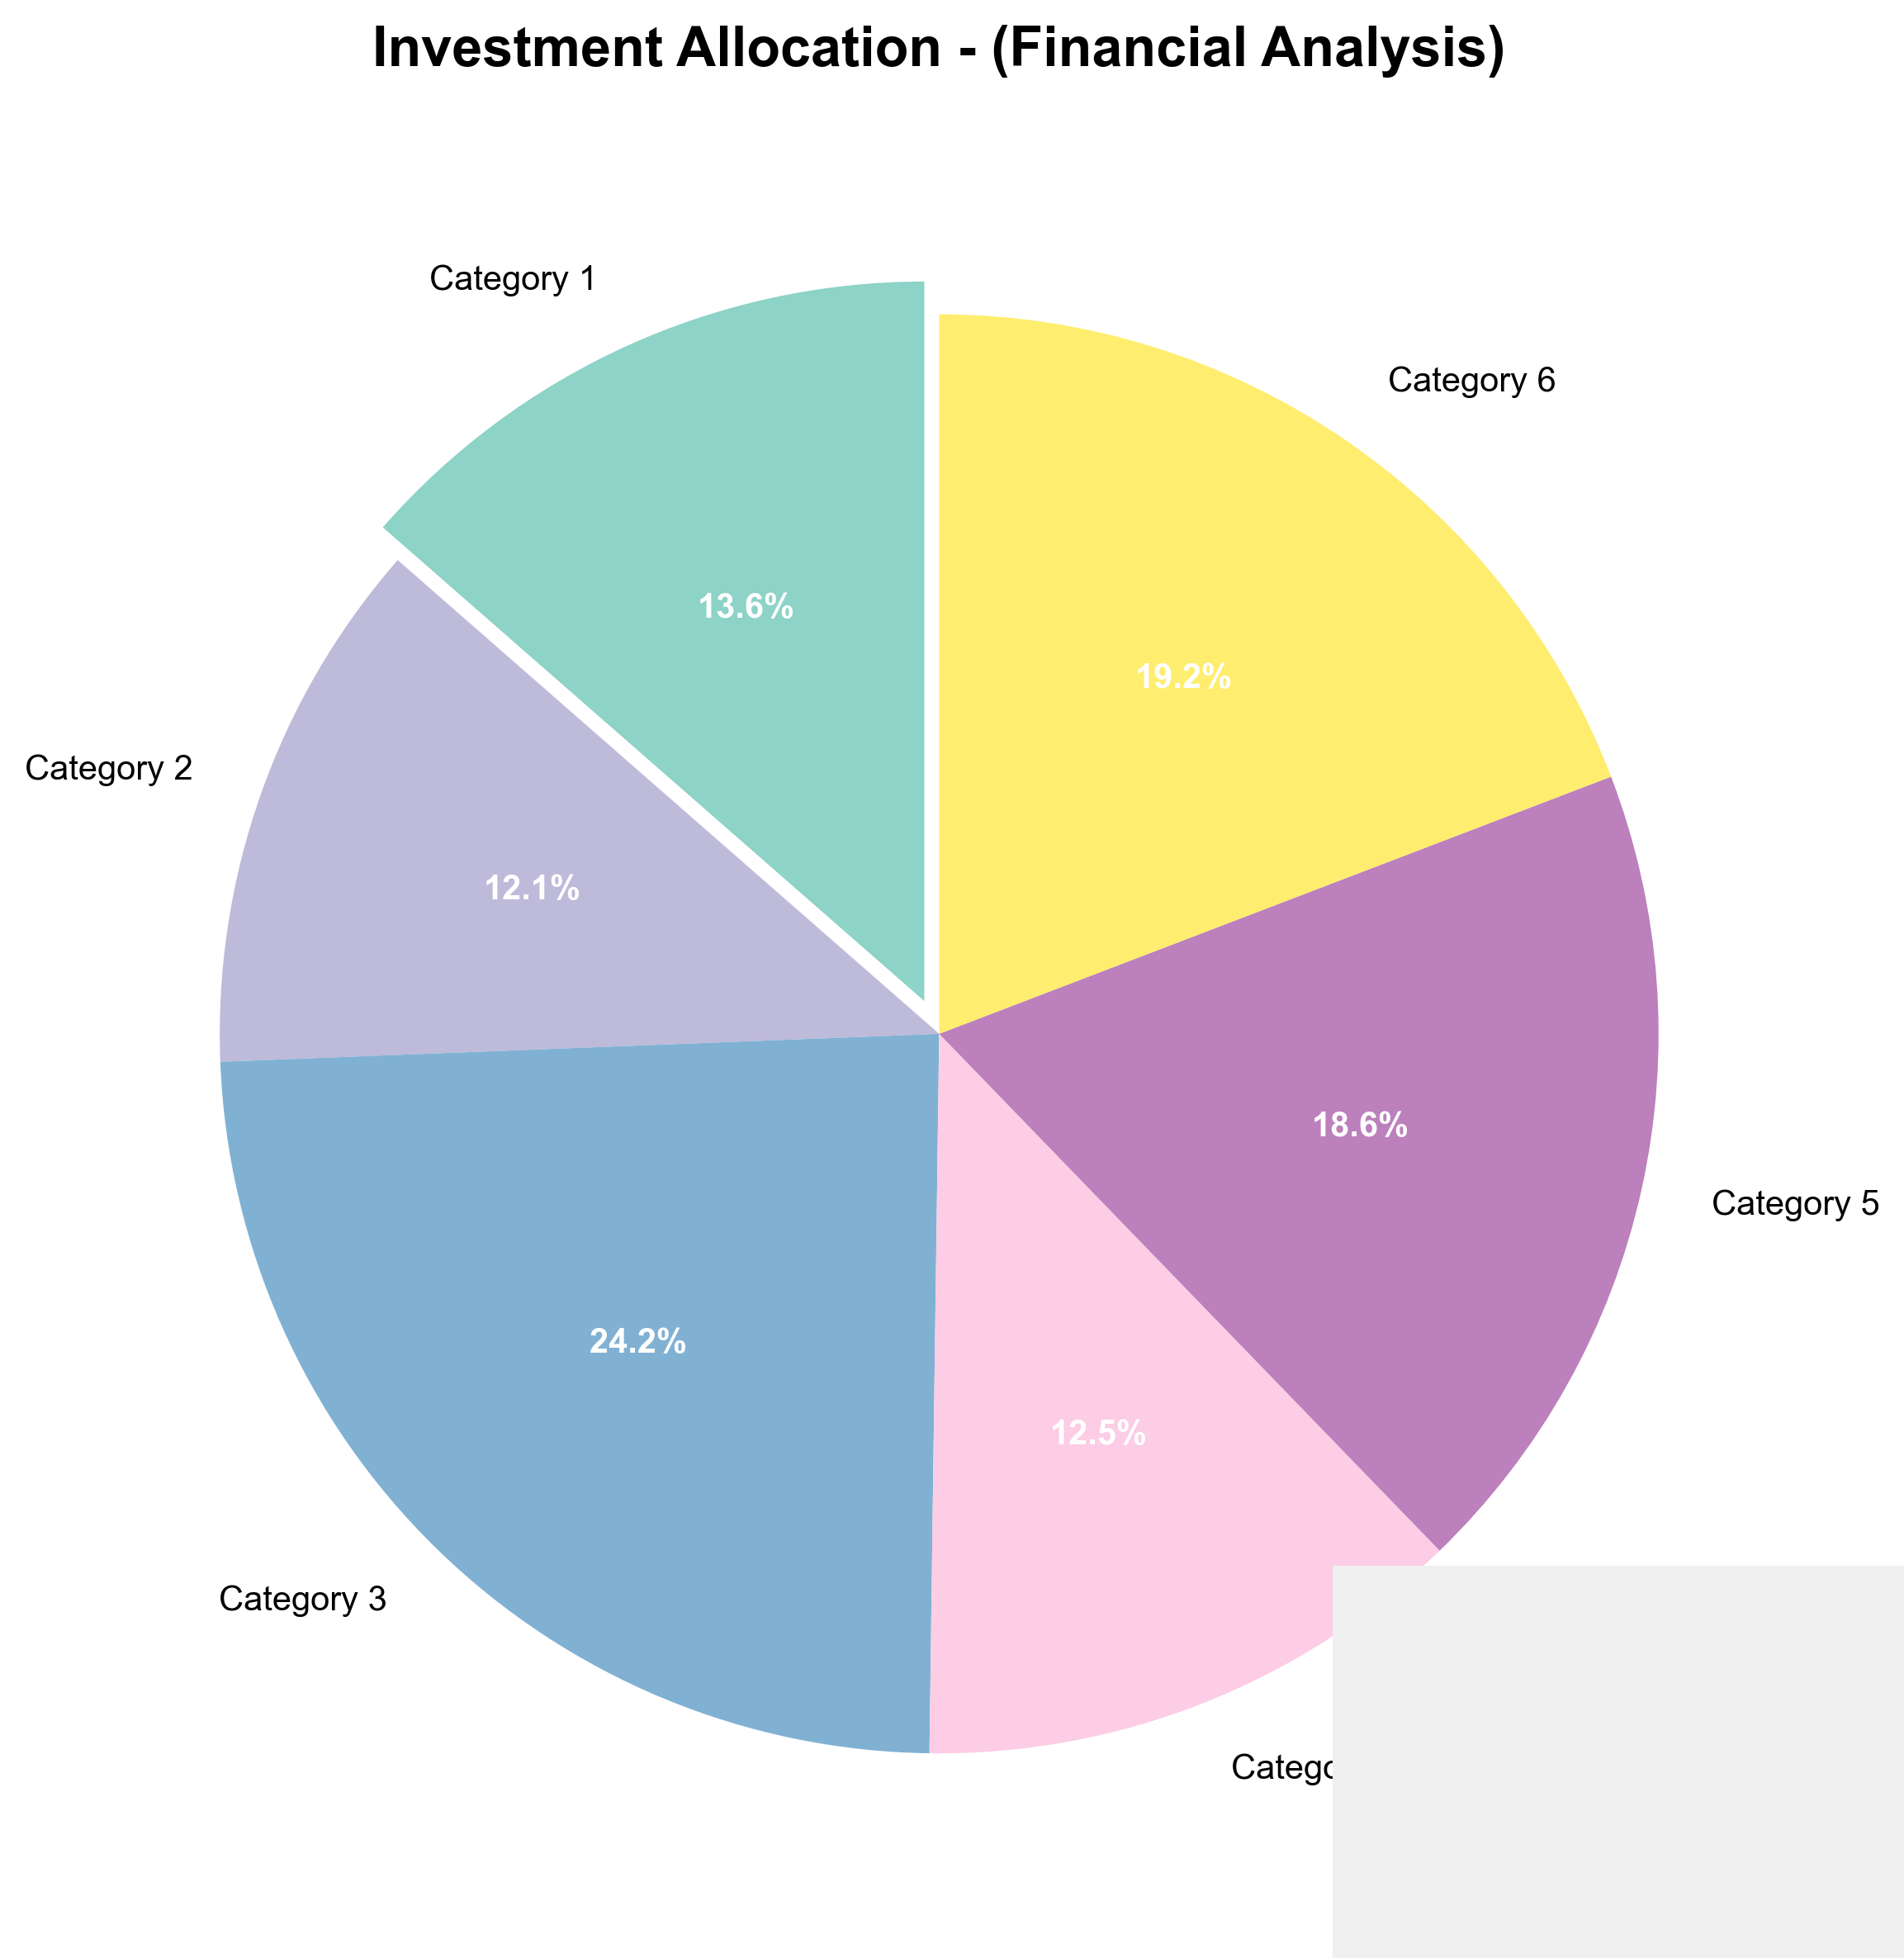 Investment Allocation - (Financial Analysis)
Category 1
Category 6
13.6%
19.2%
Category 2
12.1%
18.6%
Category 5
24.2%
12.5%
Category 3